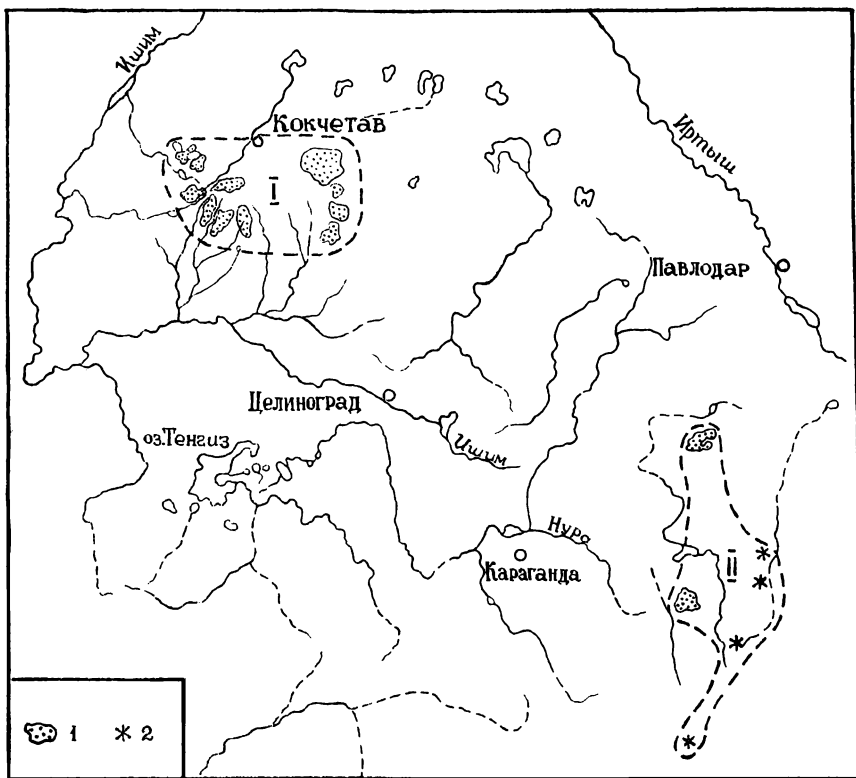 Ишим
Кокчетав
Иртыш
I
Павлодар
Целиноград
оз. Тенгиз
Ишим
Нура
II
Караганда
1 2